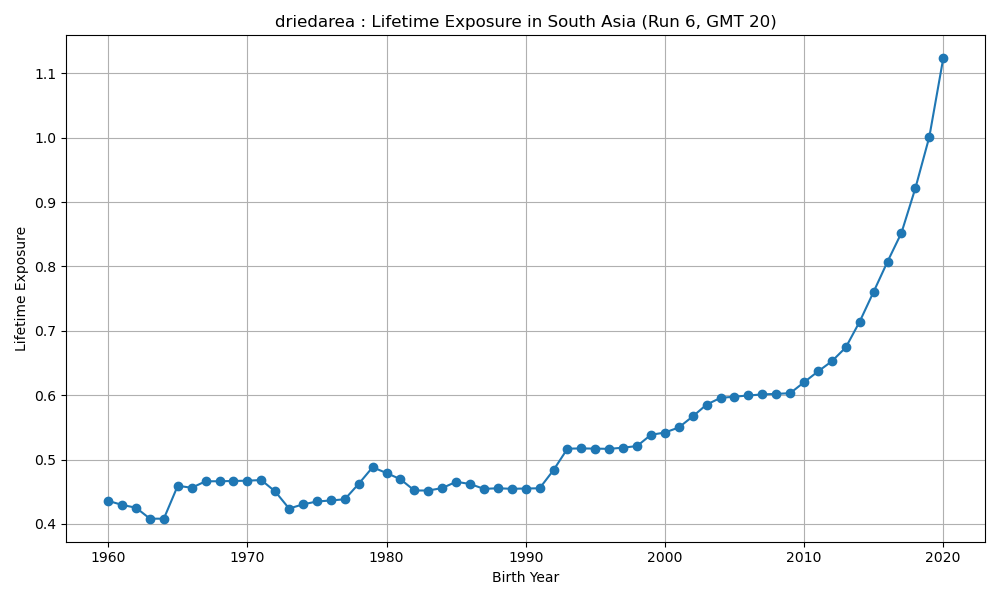 driedarea : Lifetime Exposure in South Asia (Run 6, GMT 20)
Lifetime Exposure
1.1
1.0
0.9
0.8
0.7
0.6
0.5
0.4
1960 1970 1980 1990 2000 2010 2020
Birth Year